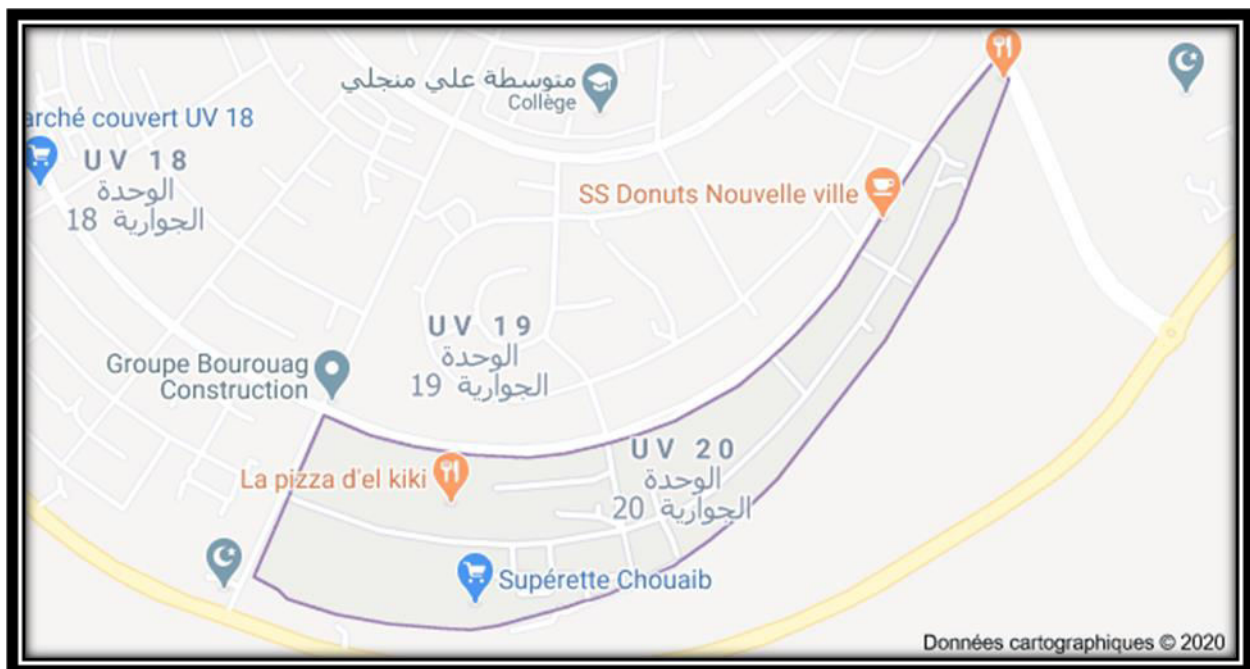 متوسطة علي منجلي
Collège
arché couvert UV 18
UV 18
الوحدة
الجوارية 18
SS Donuts Nouvelle ville
UV 19
الوحدة
الجوارية 19
Groupe Bourouag
Construction
UV 20
الوحدة
الجوارية 20
La pizza d'el kiki
Supérette Chouaib
Données cartographiques © 2020